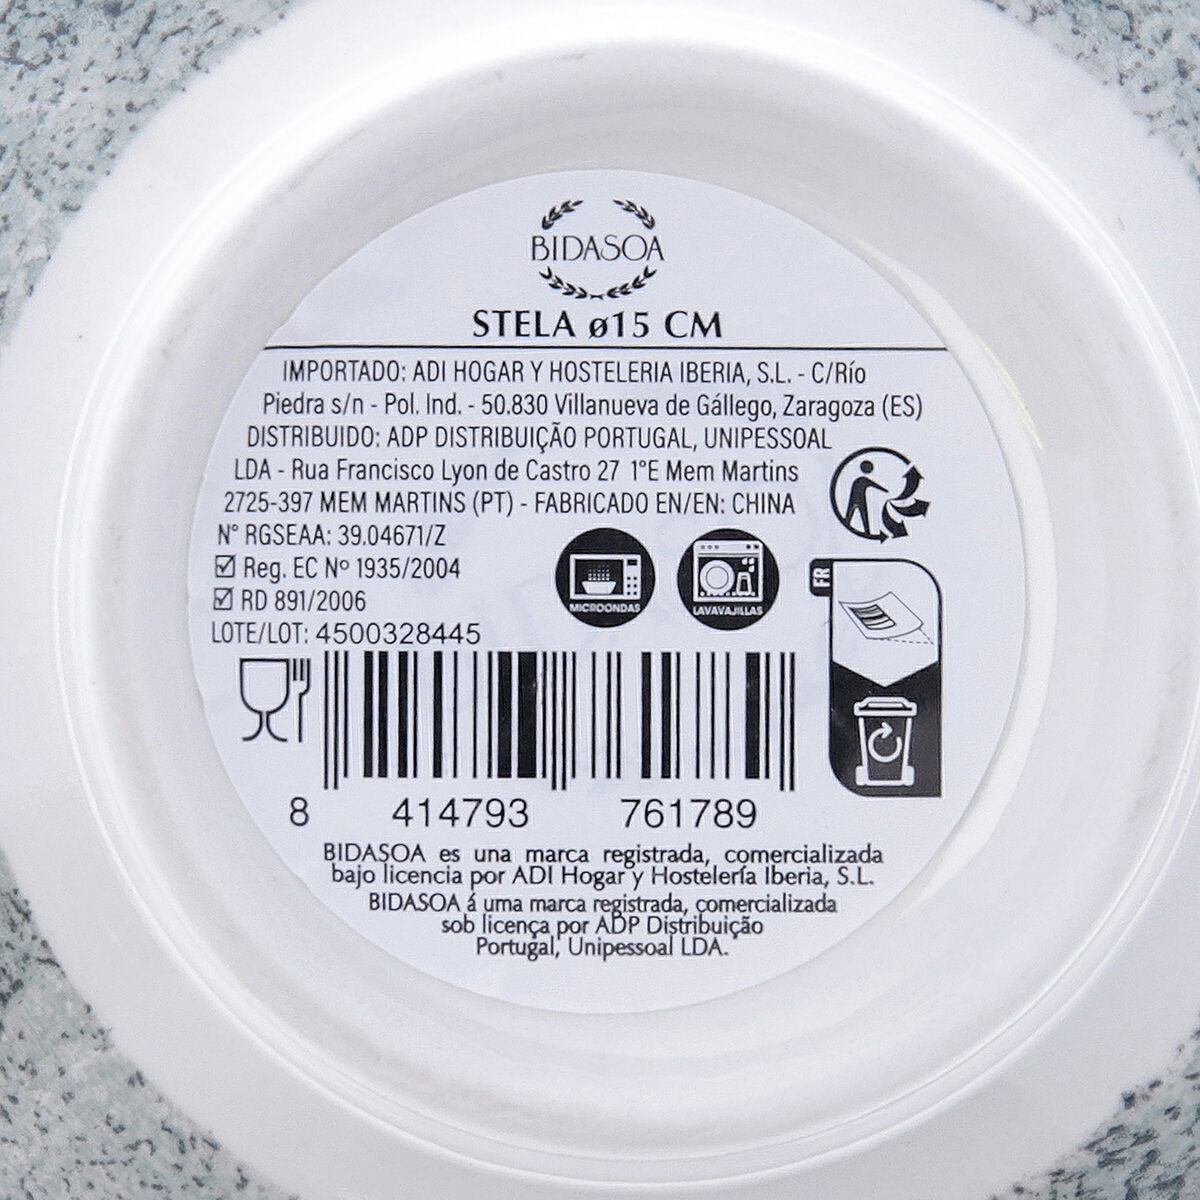 BIDASOA
STELA ø15 CM
IMPORTADO: ADI HOGAR Y HOSTELERIA IBERIA, S.L. - C/Río
Piedra s/n - Pol. Ind. - 50.830 Villanueva de Gállego, Zaragoza (ES)
DISTRIBUIDO: ADP DISTRIBUIÇÃO PORTUGAL, UNIPESSOAL
LDA - Rua Francisco Lyon de Castro 27 1°E Mem Martins
2725-397 MEM MARTINS (PT) - FABRICADO EN/EN: CHINA
N° RGSEAA: 39.04671/Z
Reg. EC Nº 1935/2004
RD 891/2006
LOTE/LOT: 4500328445
MICROONDAS
LAVAVAJILLAS
FR
8 414793 761789
BIDASOA es una marca registrada, comercializada
bajo licencia por ADI Hogar y Hostelería Iberia, S.L.
BIDASOA á uma marca registrada, comercializada
sob licença por ADP Distribuição
Portugal, Unipessoal LDA.